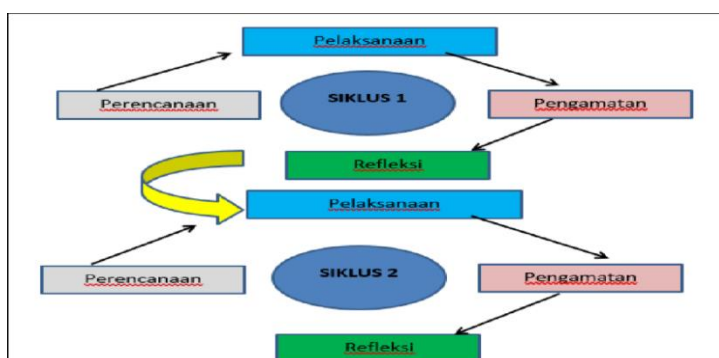 Pelaksanaan
Perencanaan
SIKLUS 1
Pengamatan
Refleksi
Pelaksanaan
Perencanaan
SIKLUS 2
Pengamatan
Refleksi